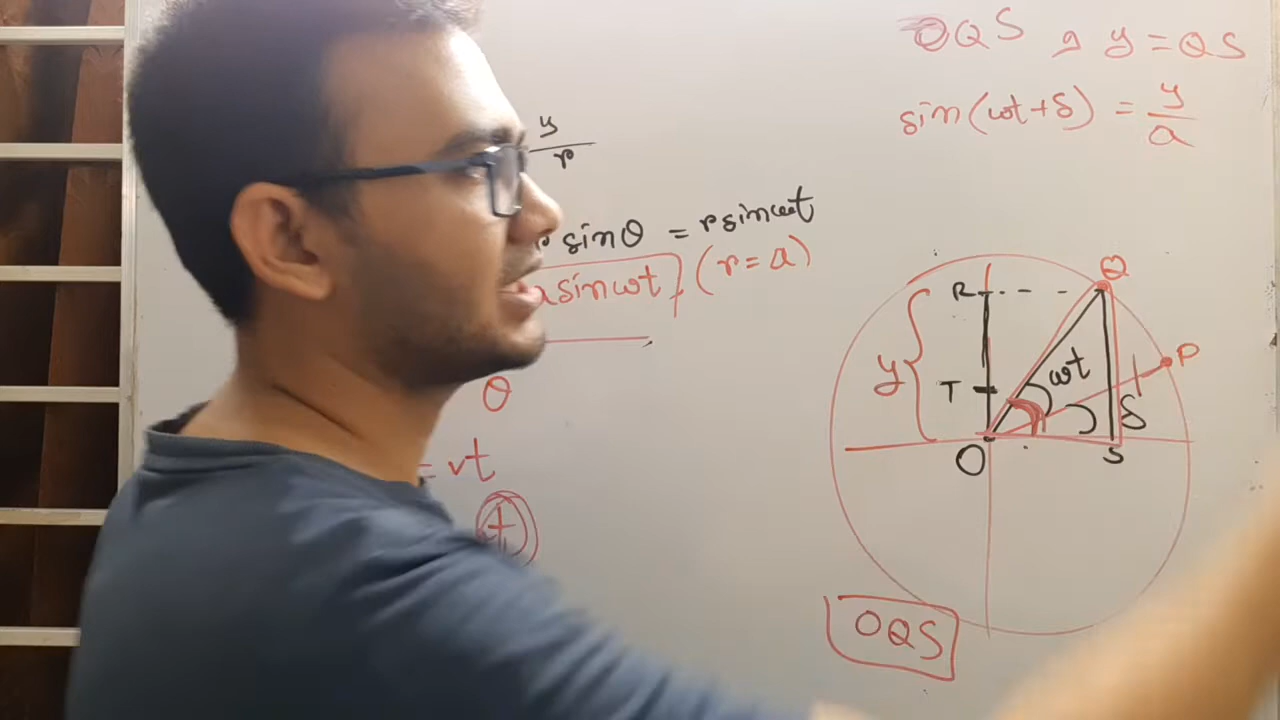 OQS , y = QS
sin(ωt+δ) = y/a
y/r
r sinθ = r sinωt
a sinωt (r=a)
θ
= vt
t
R
Q
P
y
T
ωt
δ
O
S
OQS